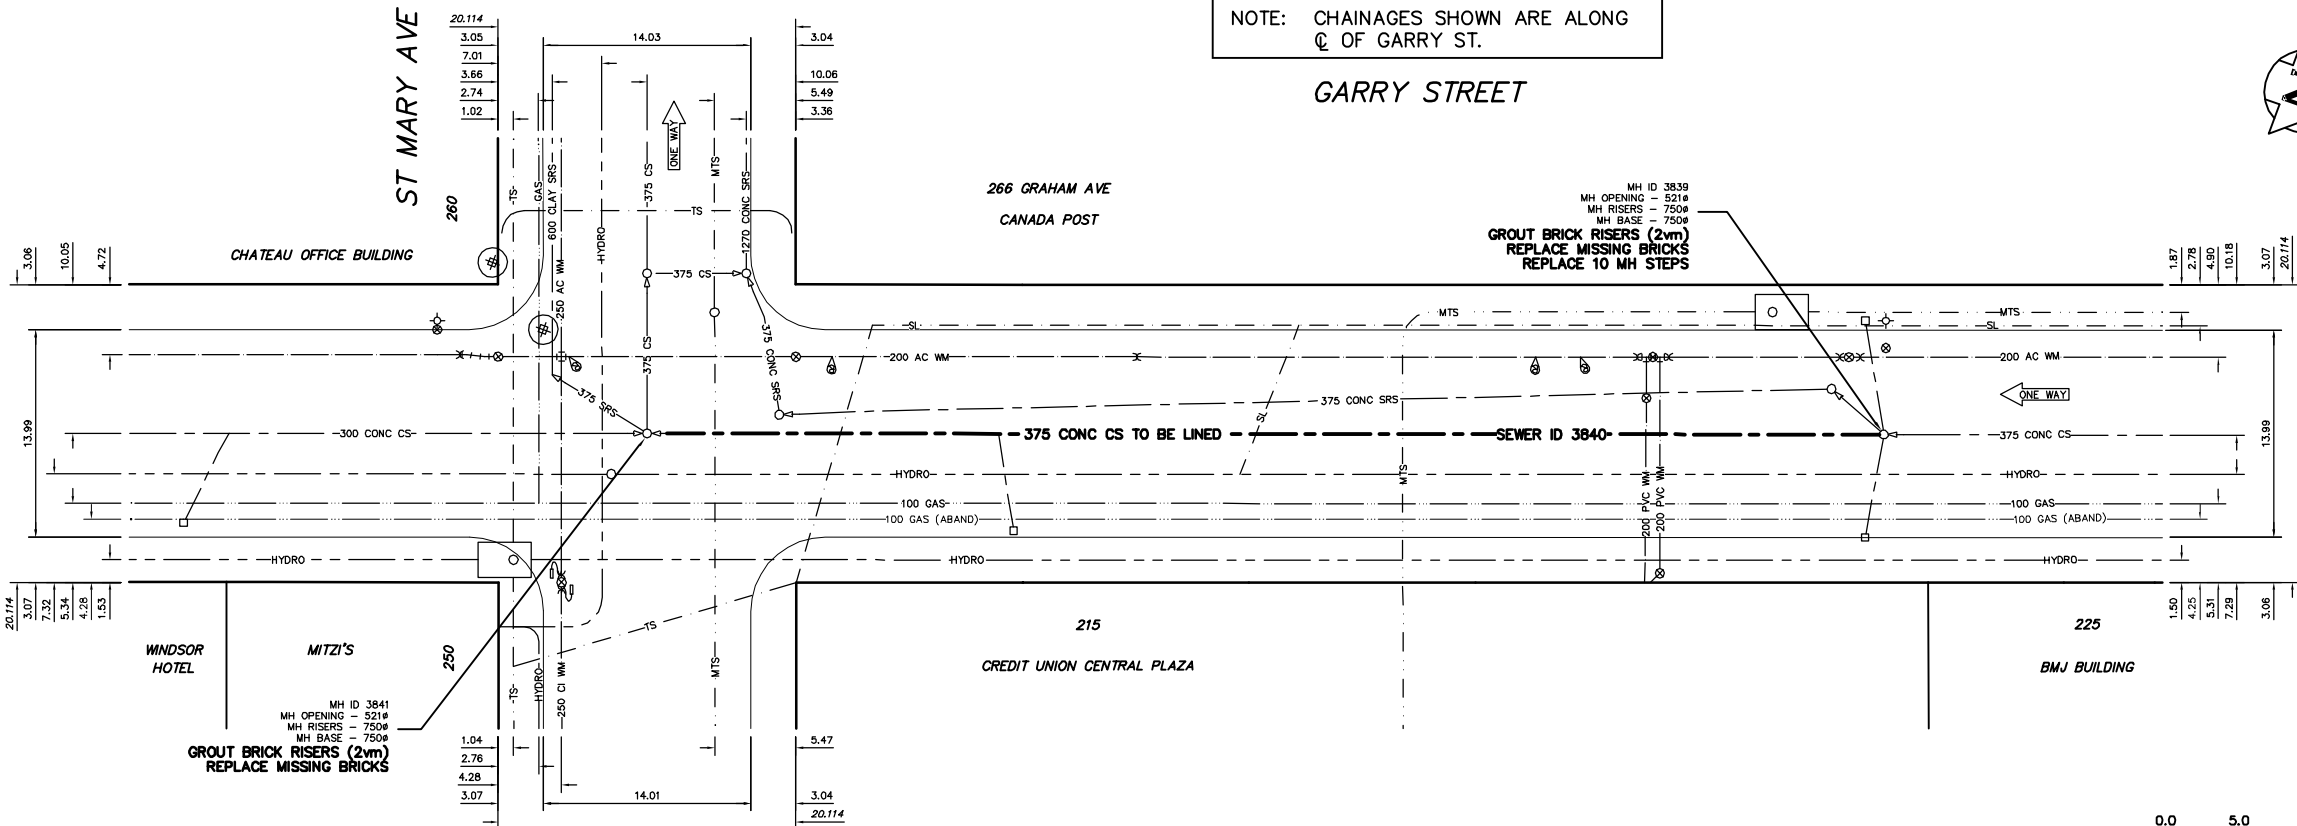 NOTE: CHAINAGES SHOWN ARE ALONG
℄ OF GARRY ST.
GARRY STREET
ST MARY AVE
20.114
3.05
7.01
3.66
2.74
1.02
14.03
3.04
10.06
5.49
3.36
ONE WAY
TS
GAS
600 CLAY SRS
250 AC WM
HYDRO
375 CS
MTS
1270 CONC SRS
TS
260
CHATEAU OFFICE BUILDING
266 GRAHAM AVE
CANADA POST
MH ID 3839
MH OPENING - 521ø
MH RISERS - 750ø
MH BASE - 750ø
GROUT BRICK RISERS (2vm)
REPLACE MISSING BRICKS
REPLACE 10 MH STEPS
3.06
10.05
4.72
1.87
2.78
4.90
10.18
3.07
20.114
375 CS
375 CS
375 CONC SRS
375 SRS
SL
MTS
MTS
SL
200 AC WM
200 AC WM
375 CONC SRS
SL
ONE WAY
13.99
13.99
300 CONC CS
375 CONC CS TO BE LINED
SEWER ID 3840
375 CONC CS
HYDRO
MTS
HYDRO
100 GAS
200 PVC WM
200 PVC WM
100 GAS
100 GAS (ABAND)
100 GAS (ABAND)
HYDRO
HYDRO
HYDRO
20.114
3.07
7.32
5.34
4.28
1.53
1.50
4.25
5.31
7.29
3.06
WINDSOR
HOTEL
MITZI'S
250
TS
HYDRO
250 CI WM
TS
MTS
215
CREDIT UNION CENTRAL PLAZA
225
BMJ BUILDING
MH ID 3841
MH OPENING - 521ø
MH RISERS - 750ø
MH BASE - 750ø
GROUT BRICK RISERS (2vm)
REPLACE MISSING BRICKS
1.04
2.76
4.28
3.07
14.01
5.47
3.04
20.114
0.0 5.0